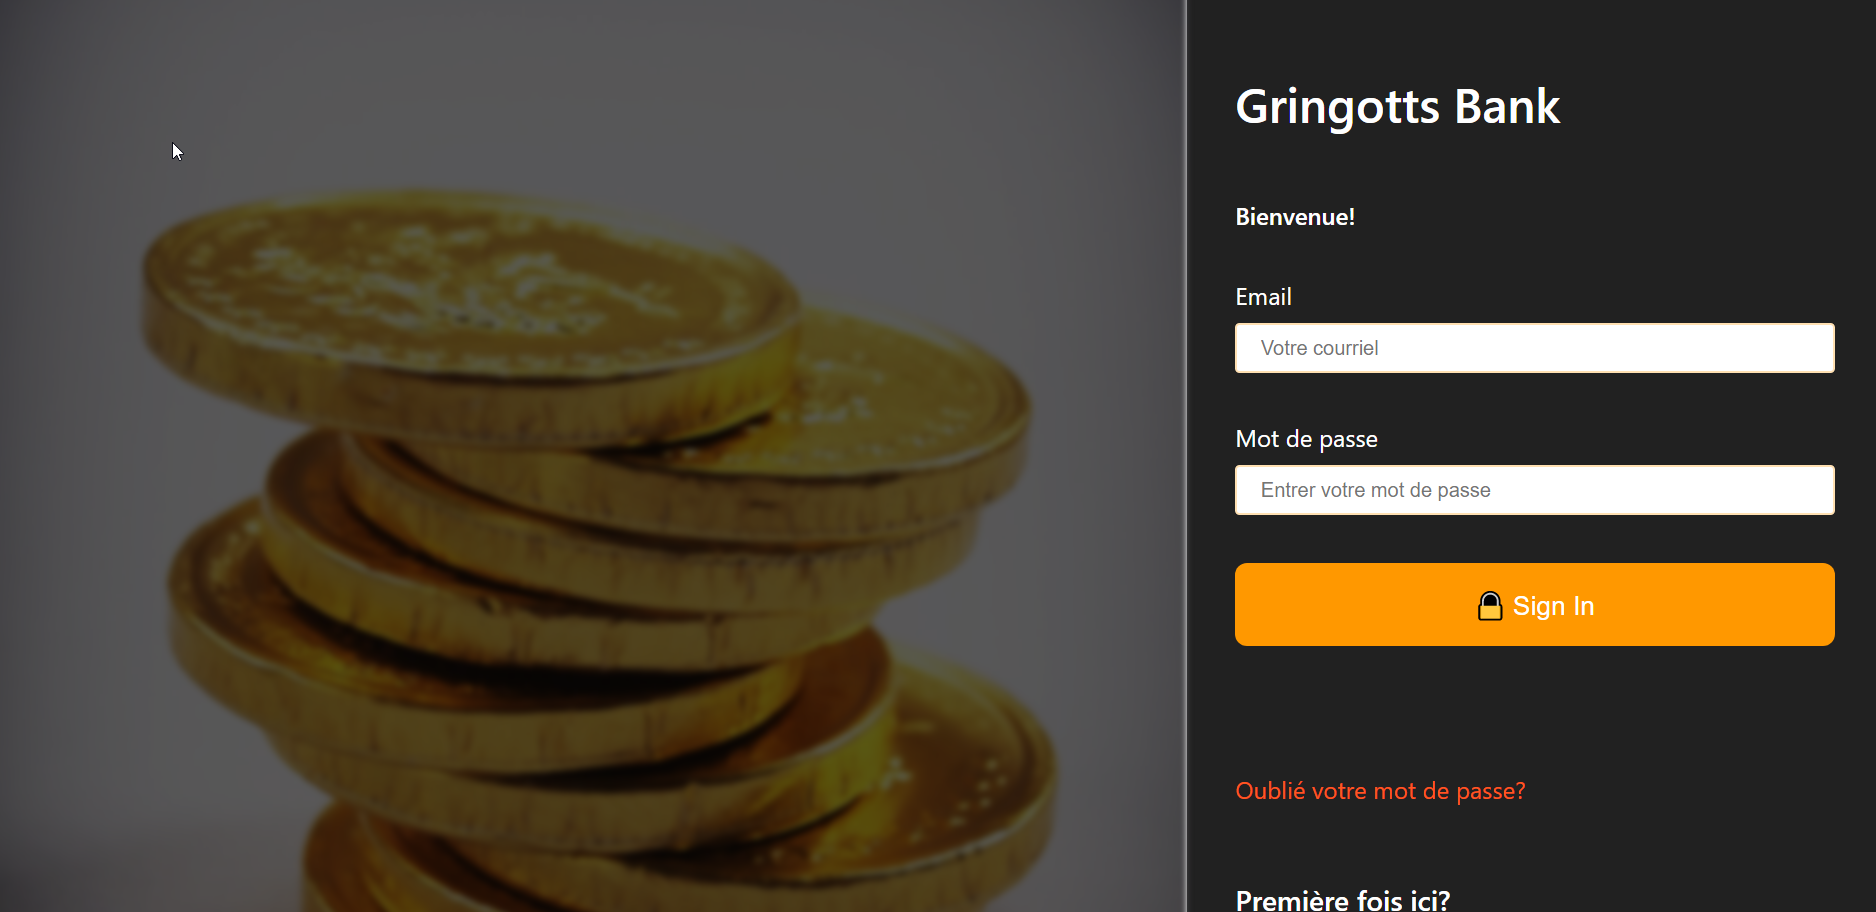 Gringotts Bank
Bienvenue!
Email
Votre courriel
Mot de passe
Entrer votre mot de passe
Sign In
Oublié votre mot de passe?
Première fois ici?